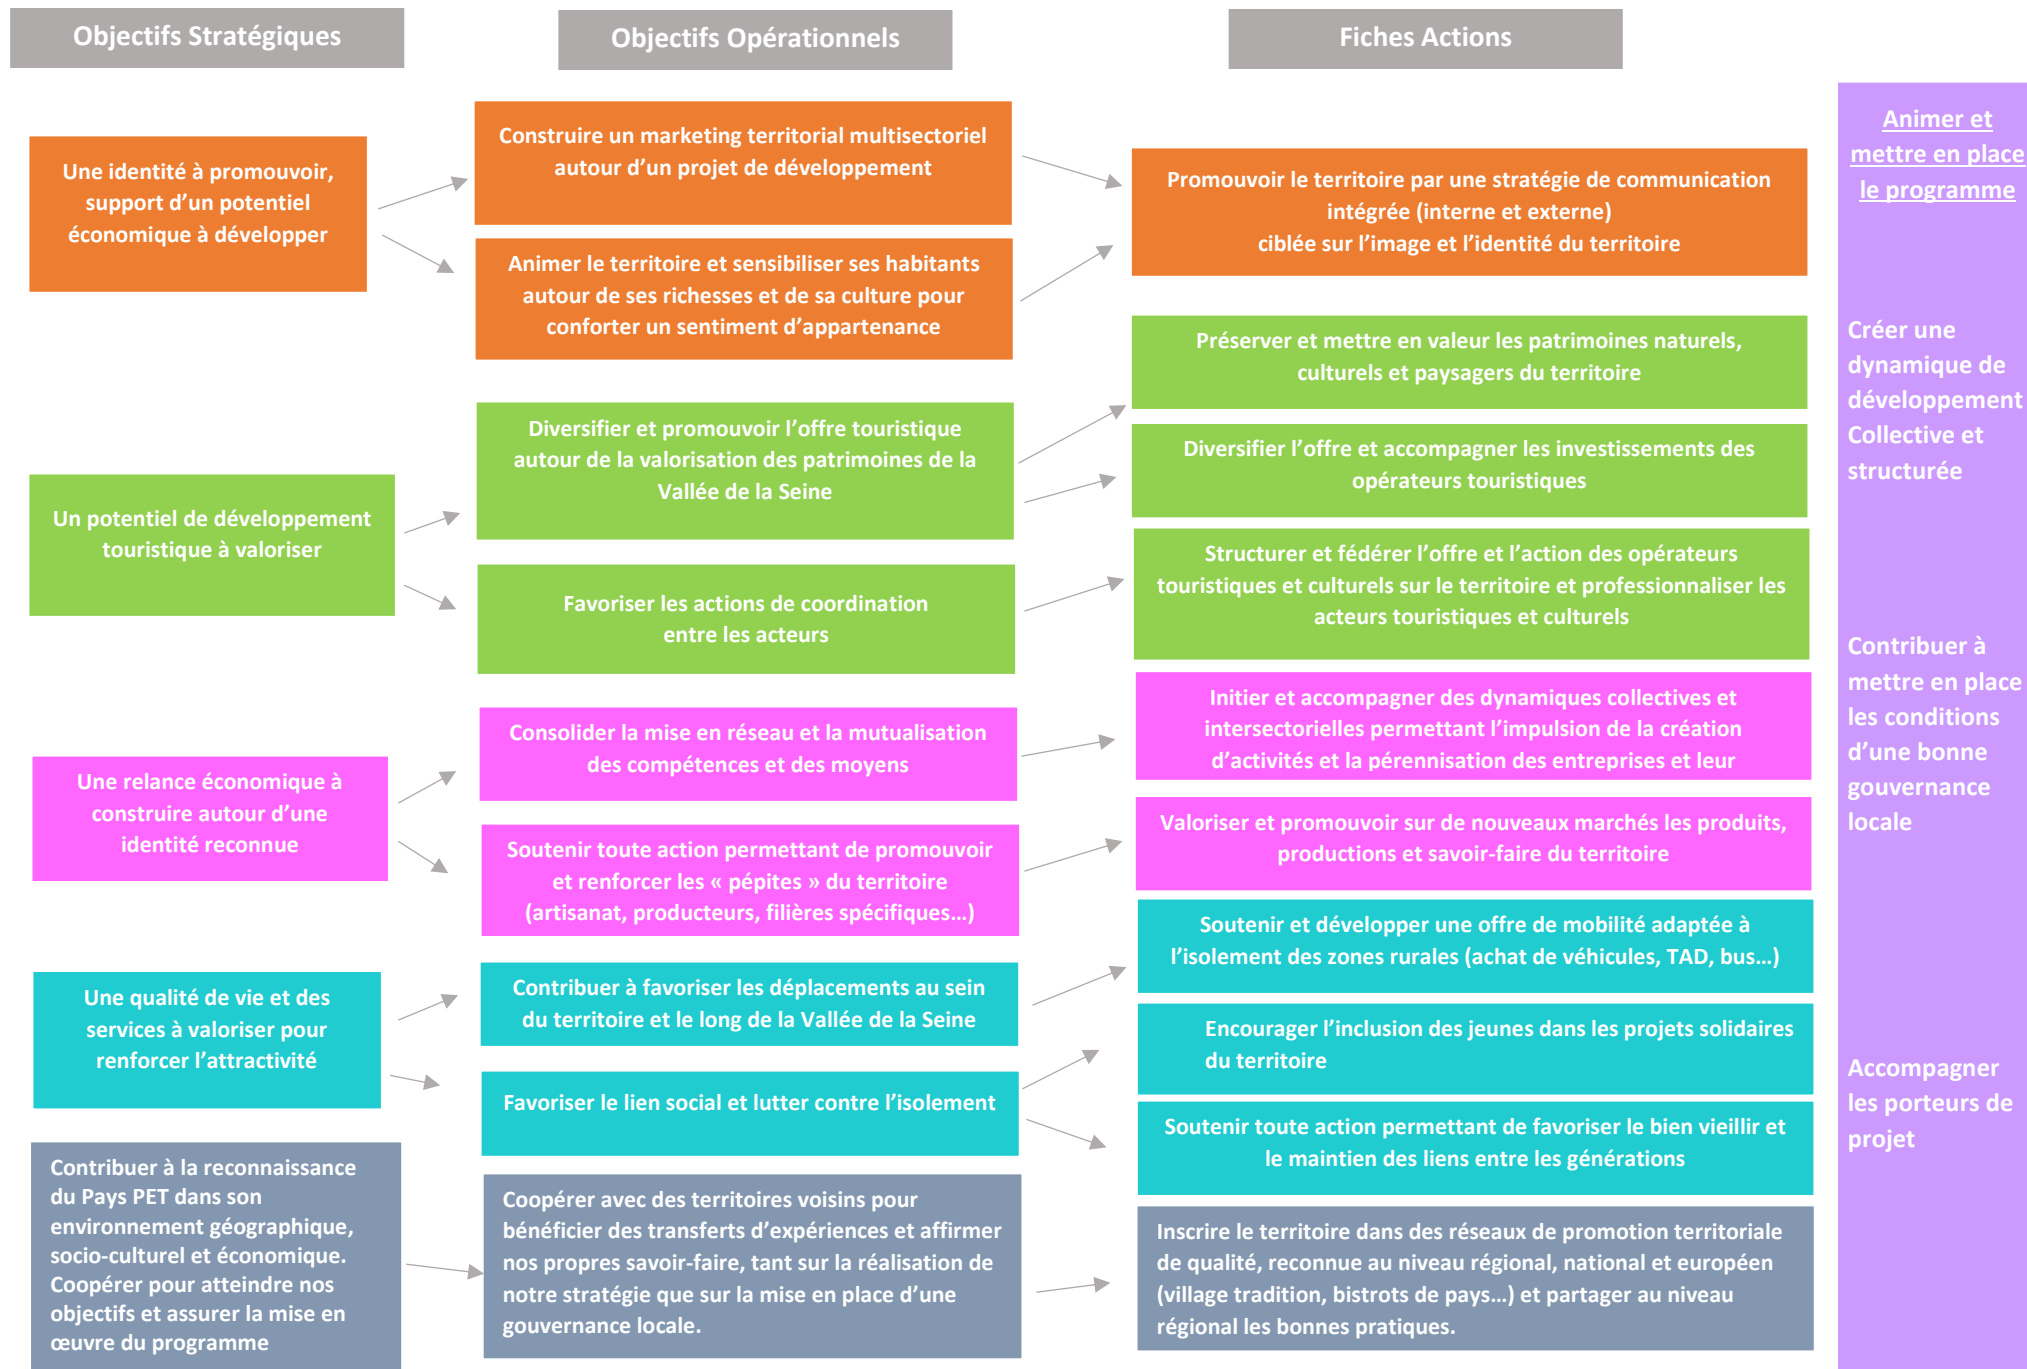 Objectifs Stratégiques
Objectifs Opérationnels
Fiches Actions
Une identité à promouvoir,
support d’un potentiel
économique à développer
Construire un marketing territorial multisectoriel
autour d’un projet de développement
Animer le territoire et sensibiliser ses habitants
autour de ses richesses et de sa culture pour
conforter un sentiment d’appartenance
Promouvoir le territoire par une stratégie de communication
intégrée (interne et externe)
ciblée sur l’image et l’identité du territoire
Un potentiel de développement
touristique à valoriser
Diversifier et promouvoir l’offre touristique
autour de la valorisation des patrimoines de la
Vallée de la Seine
Favoriser les actions de coordination
entre les acteurs
Préserver et mettre en valeur les patrimoines naturels,
culturels et paysagers du territoire
Diversifier l’offre et accompagner les investissements des
opérateurs touristiques
Structurer et fédérer l’offre et l’action des opérateurs
touristiques et culturels sur le territoire et professionnaliser les
acteurs touristiques et culturels
Une relance économique à
construire autour d’une
identité reconnue
Consolider la mise en réseau et la mutualisation
des compétences et des moyens
Soutenir toute action permettant de promouvoir
et renforcer les « pépites » du territoire
(artisanat, producteurs, filières spécifiques…)
Initier et accompagner des dynamiques collectives et
intersectorielles permettant l’impulsion de la création
d’activités et la pérennisation des entreprises et leur
Valoriser et promouvoir sur de nouveaux marchés les produits,
productions et savoir-faire du territoire
Une qualité de vie et des
services à valoriser pour
renforcer l’attractivité
Contribuer à favoriser les déplacements au sein
du territoire et le long de la Vallée de la Seine
Favoriser le lien social et lutter contre l’isolement
Soutenir et développer une offre de mobilité adaptée à
l’isolement des zones rurales (achat de véhicules, TAD, bus…)
Encourager l’inclusion des jeunes dans les projets solidaires
du territoire
Soutenir toute action permettant de favoriser le bien vieillir et
le maintien des liens entre les générations
Contribuer à la reconnaissance
du Pays PET dans son
environnement géographique,
socio-culturel et économique.
Coopérer pour atteindre nos
objectifs et assurer la mise en
œuvre du programme
Coopérer avec des territoires voisins pour
bénéficier des transferts d’expériences et affirmer
nos propres savoir-faire, tant sur la réalisation de
notre stratégie que sur la mise en place d’une
gouvernance locale.
Inscrire le territoire dans des réseaux de promotion territoriale
de qualité, reconnue au niveau régional, national et européen
(village tradition, bistrots de pays…) et partager au niveau
régional les bonnes pratiques.
Animer et
mettre en place
le programme
Créer une
dynamique de
développement
Collective et
structurée
Contribuer à
mettre en place
les conditions
d’une bonne
gouvernance
locale
Accompagner
les porteurs de
projet